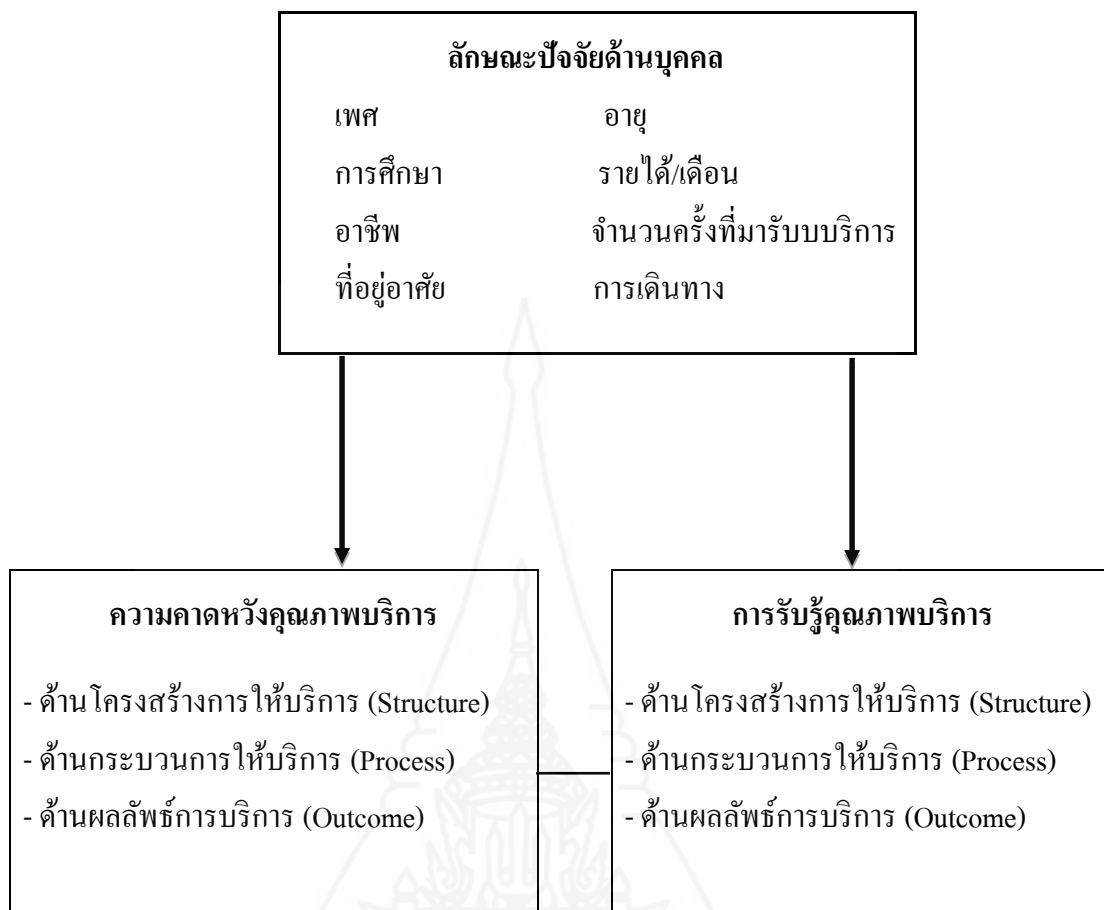 ลักษณะปัจจัยด้านบุคคล
เพศ อายุ
การศึกษา รายได้/เดือน
อาชีพ จำนวนครั้งที่มารับบบริการ
ที่อยู่อาศัย การเดินทาง
ความคาดหวังคุณภาพบริการ
- ด้านโครงสร้างการให้บริการ (Structure)
- ด้านกระบวนการให้บริการ (Process)
- ด้านผลลัพธ์การบริการ (Outcome)
การรับรู้คุณภาพบริการ
- ด้านโครงสร้างการให้บริการ (Structure)
- ด้านกระบวนการให้บริการ (Process)
- ด้านผลลัพธ์การบริการ (Outcome)